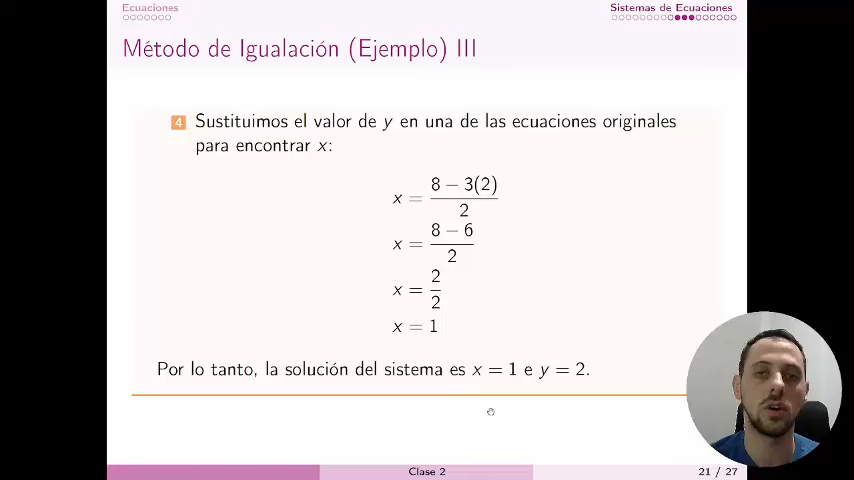 Ecuaciones
Sistemas de Ecuaciones
Método de Igualación (Ejemplo) III
4 Sustituimos el valor de y en una de las ecuaciones originales
para encontrar x:
x = (8 − 3(2))/2
x = (8 − 6)/2
x = 2/2
x = 1
Por lo tanto, la solución del sistema es x = 1 e y = 2.
Clase 2
21 / 27